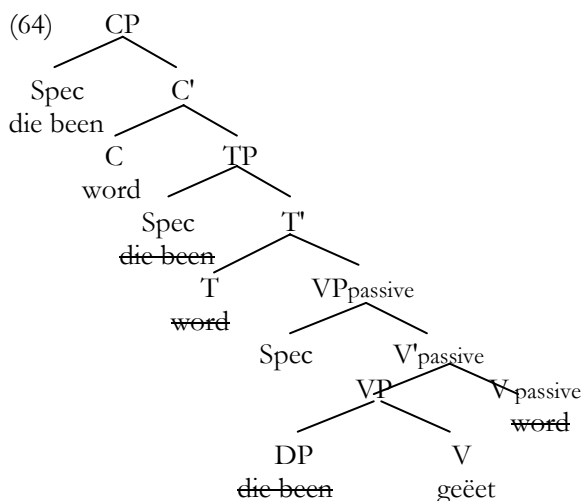 (64) CP
Spec C'
die been
C TP
word
Spec T'
die been
T VPpassive
word
Spec V'passive
VP V passive
word
DP V
die been geëet